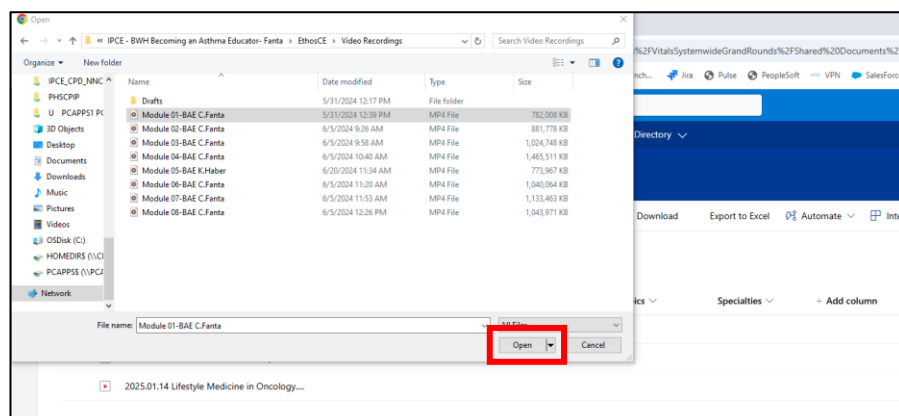 Open
« IPCE - BWH Becoming an Asthma Educator- Fanta > EthosCE > Video Recordings
Search Video Recordings
Organize
New folder
IPCE_CPD_NNC
PHSCPIP
U PCAPPS1 PC
3D Objects
Desktop
Documents
Downloads
Music
Pictures
Videos
OSDisk (C:)
HOMEDIR$ (\\CI
PCAPPS$ (\\PCA
Network
Name Date modified Type Size
Drafts 5/31/2024 12:17 PM File folder
Module 01-BAE C.Fanta 5/31/2024 12:39 PM MP4 File 782,008 KB
Module 02-BAE C.Fanta 6/5/2024 9:26 AM MP4 File 881,778 KB
Module 03-BAE C.Fanta 6/5/2024 9:58 AM MP4 File 1,024,748 KB
Module 04-BAE C.Fanta 6/5/2024 10:40 AM MP4 File 1,465,511 KB
Module 05-BAE K.Haber 6/20/2024 11:34 AM MP4 File 773,967 KB
Module 06-BAE C.Fanta 6/5/2024 11:20 AM MP4 File 1,040,064 KB
Module 07-BAE C.Fanta 6/5/2024 11:53 AM MP4 File 1,133,463 KB
Module 08-BAE C.Fanta 6/5/2024 12:26 PM MP4 File 1,043,971 KB
File name: Module 01-BAE C.Fanta
All Files
Open
Cancel
%2FVitalsSystemwideGrandRounds%2FShared%20Documents%2
nch... Jira Pulse PeopleSoft VPN SalesForc
Directory
Download Export to Excel Automate Inte
ics Specialties + Add column
2025.01.14 Lifestyle Medicine in Oncology....